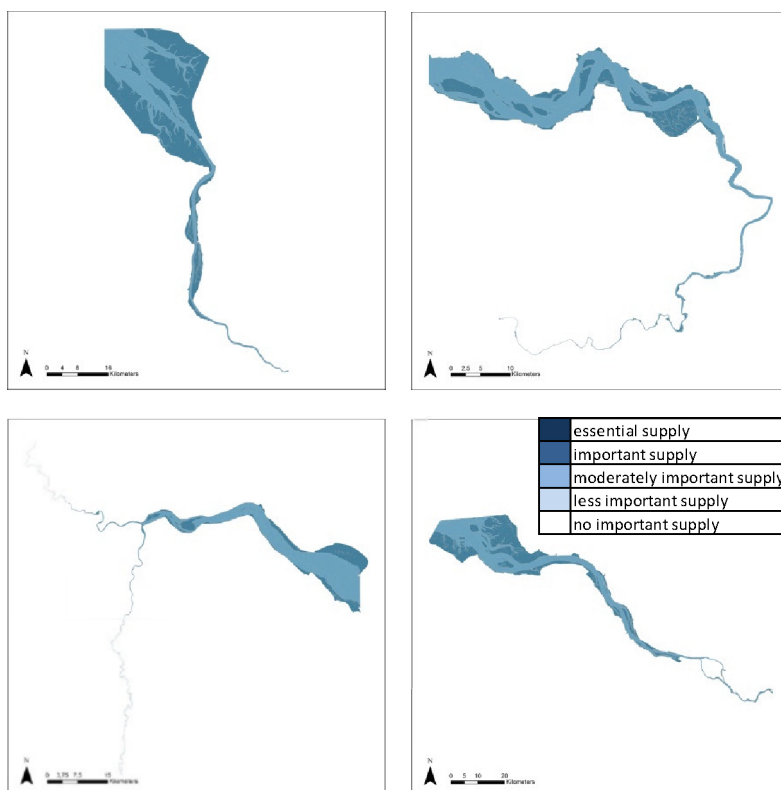 N
0 4 8 16
Kilometers
N
0 2.5 5 10
Kilometers
essential supply
important supply
moderately important supply
less important supply
no important supply
N
0 3,75 7,5 15
Kilometers
N
0 5 10 20
Kilometers